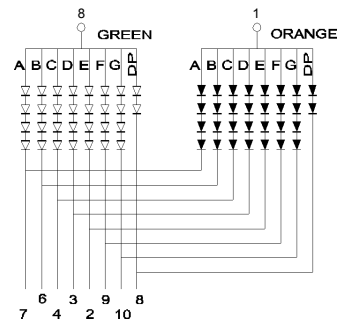 8
1
GREEN
ORANGE
A B C D E F G DP
A B C D E F G DP
6 3 9 8
7 4 2 10